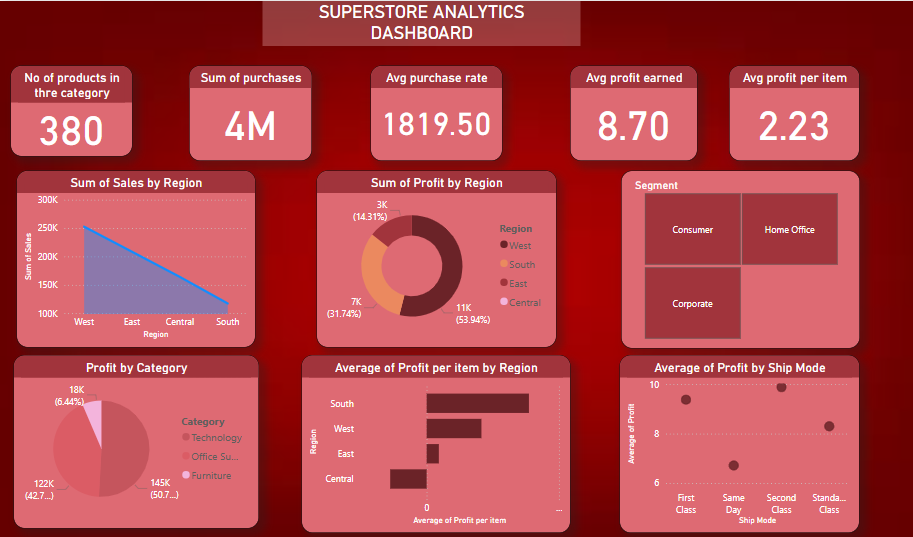 SUPERSTORE ANALYTICS
DASHBOARD
No of products in
thre category
380
Sum of purchases
4M
Avg purchase rate
1819.50
Avg profit earned
8.70
Avg profit per item
2.23
Sum of Sales by Region
300K
250K
200K
150K
100K
Sum of Sales
West East Central South
Region
Sum of Profit by Region
3K
(14.31%)
7K
(31.74%)
11K
(53.94%)
Region
West
South
East
Central
Segment
Consumer
Home Office
Corporate
Profit by Category
18K
(6.44%)
122K
(42.7...)
145K
(50.7...)
Category
Technology
Office Su...
Furniture
Average of Profit per item by Region
Region
South
West
East
Central
0
...
Average of Profit per item
Average of Profit by Ship Mode
Average of Profit
10
8
6
First
Class
Same
Day
Second
Class
Standa...
Class
Ship Mode